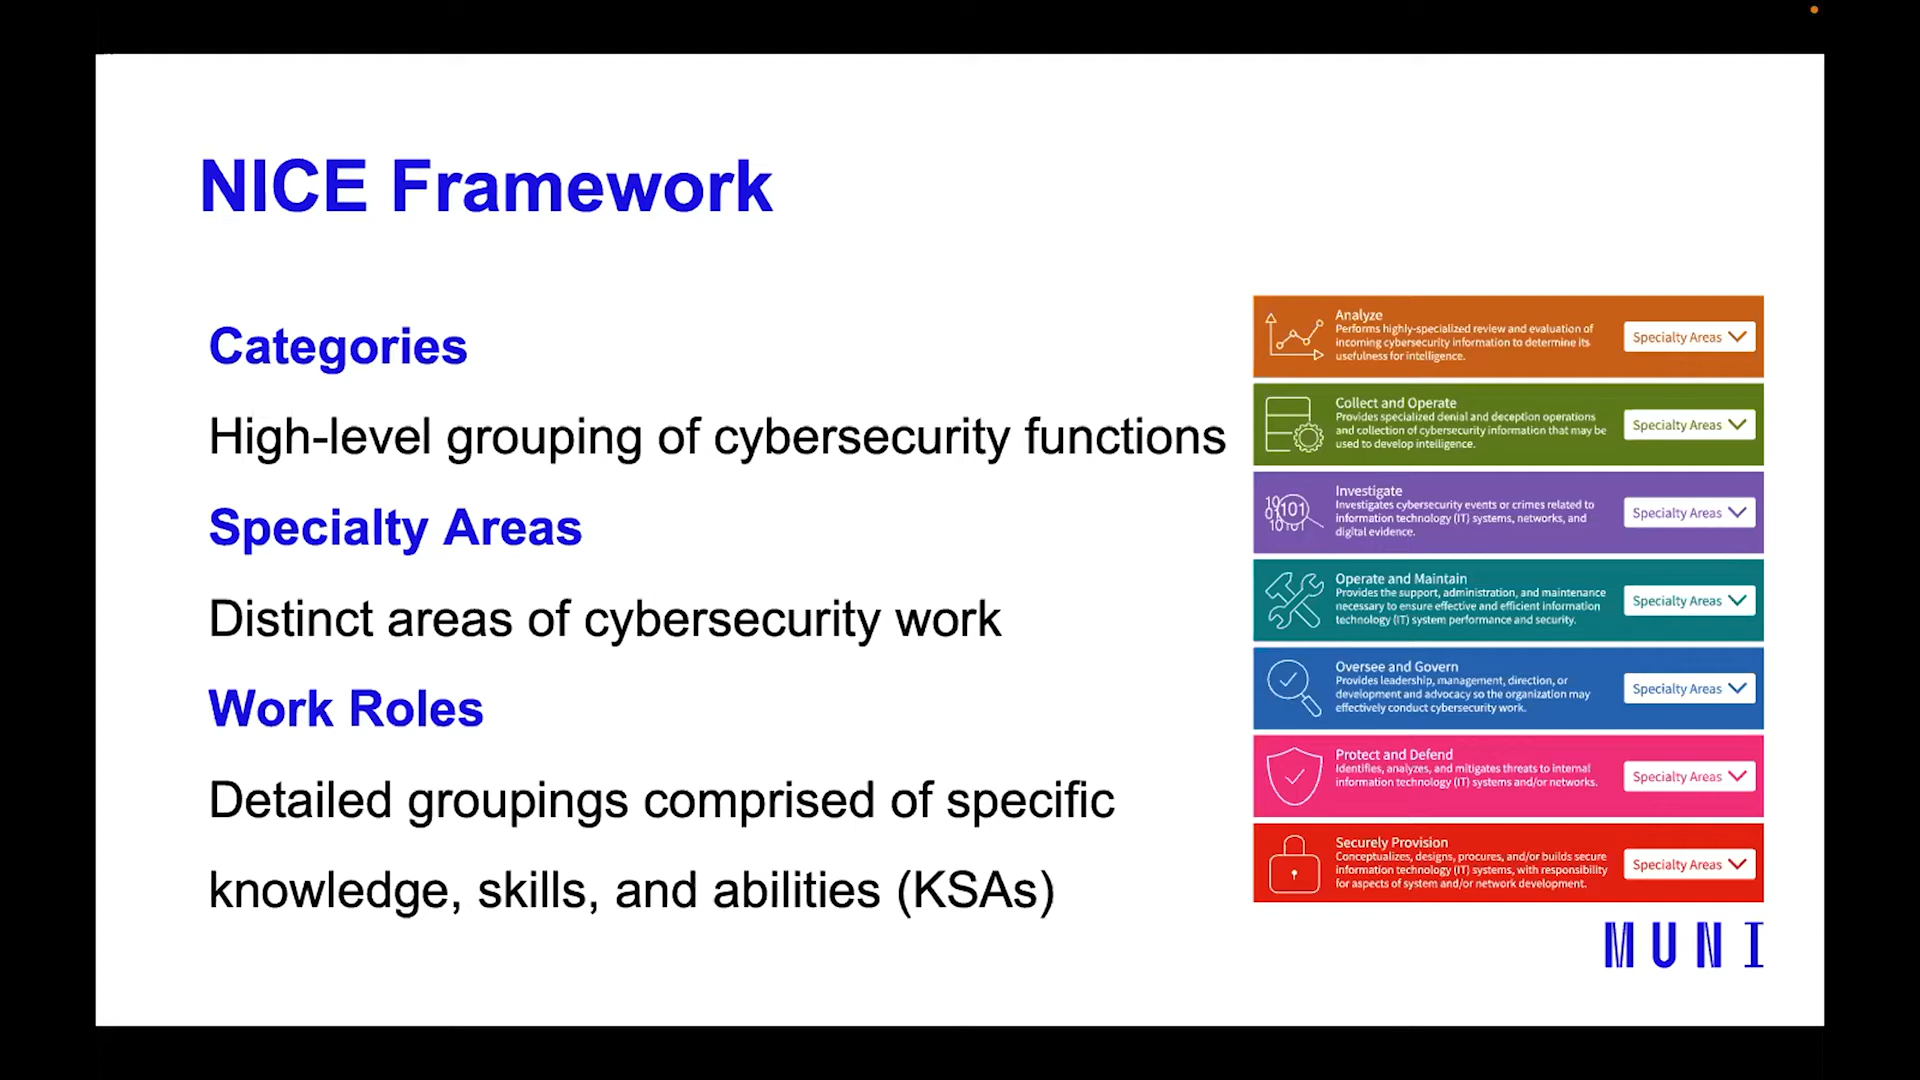 NICE Framework
Categories
High-level grouping of cybersecurity functions
Specialty Areas
Distinct areas of cybersecurity work
Work Roles
Detailed groupings comprised of specific
knowledge, skills, and abilities (KSAs)
Analyze
Performs highly-specialized review and evaluation of
incoming cybersecurity information to determine its
usefulness for intelligence.
Specialty Areas
Collect and Operate
Provides specialized denial and deception operations
and collection of cybersecurity information that may be
used to develop intelligence.
Specialty Areas
Investigate
Investigates cybersecurity events or crimes related to
information technology (IT) systems, networks, and
digital evidence.
Specialty Areas
Operate and Maintain
Provides the support, administration, and maintenance
necessary to ensure effective and efficient information
technology (IT) system performance and security.
Specialty Areas
Oversee and Govern
Provides leadership, management, direction, or
development and advocacy so the organization may
effectively conduct cybersecurity work.
Specialty Areas
Protect and Defend
Identifies, analyzes, and mitigates threats to internal
information technology (IT) systems and/or networks.
Specialty Areas
Securely Provision
Conceptualizes, designs, procures, and/or builds secure
information technology (IT) systems, with responsibility
for aspects of system and/or network development.
Specialty Areas
MUNI